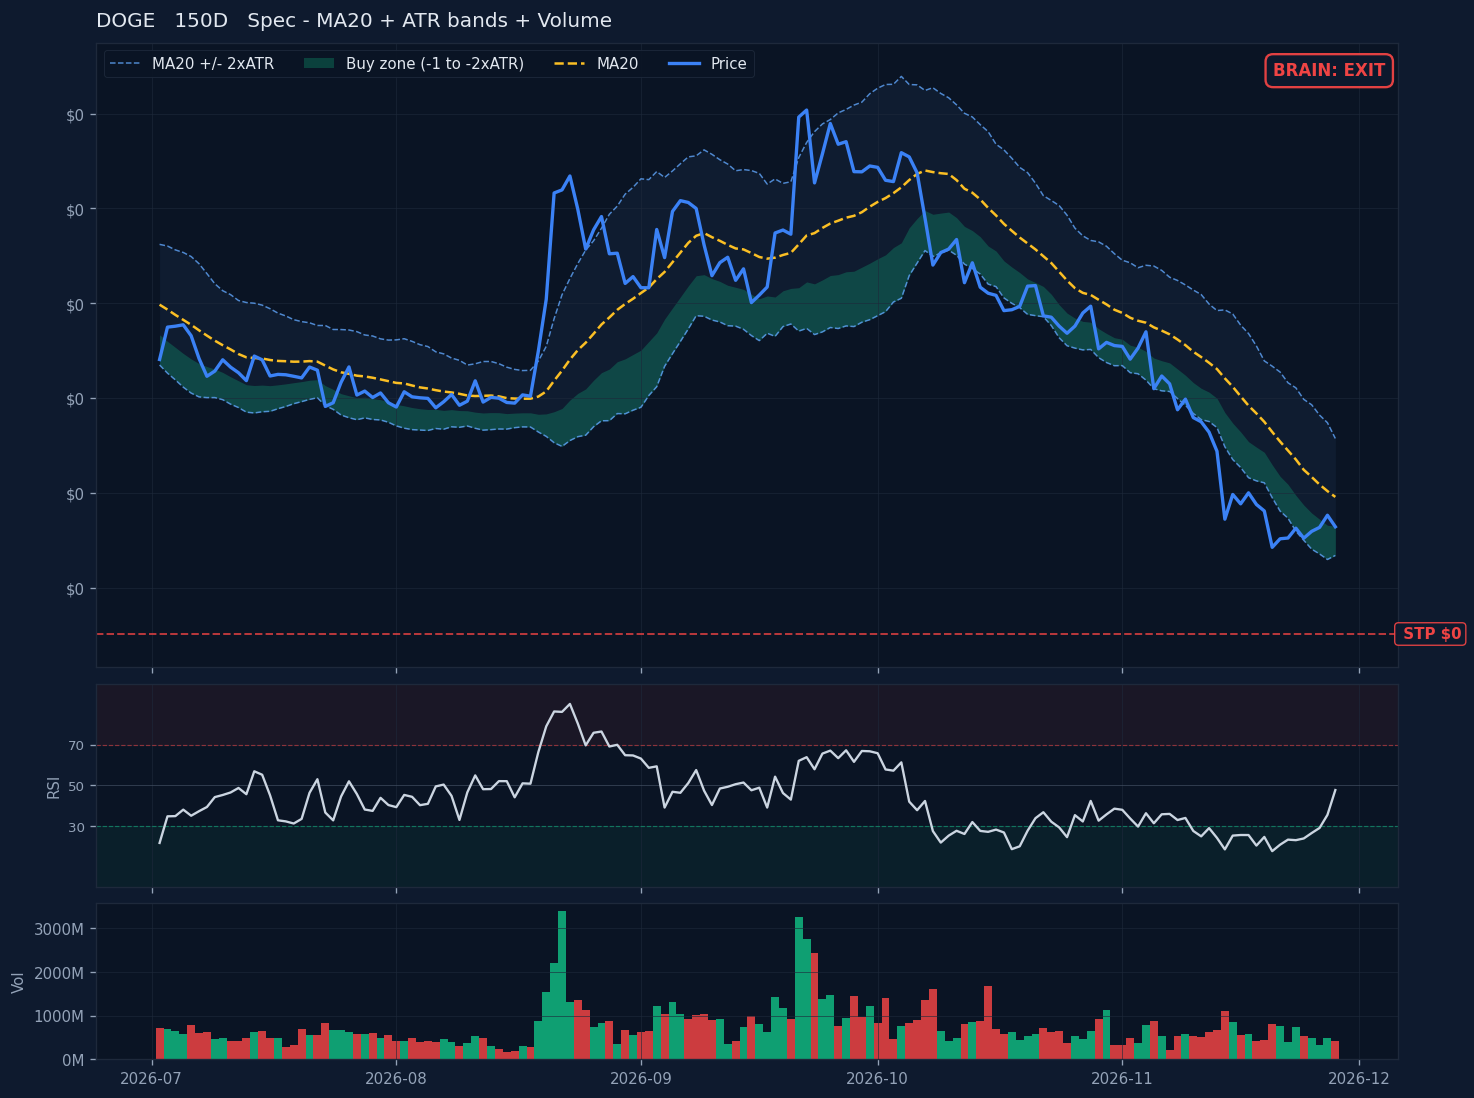 DOGE   150D   Spec - MA20 + ATR bands + Volume
MA20 +/- 2xATR
Buy zone (-1 to -2xATR)
MA20
Price
BRAIN: EXIT
$0
$0
$0
$0
$0
$0
STP $0
70
50
30
RSI
3000M
2000M
1000M
0M
Vol
2026-07
2026-08
2026-09
2026-10
2026-11
2026-12